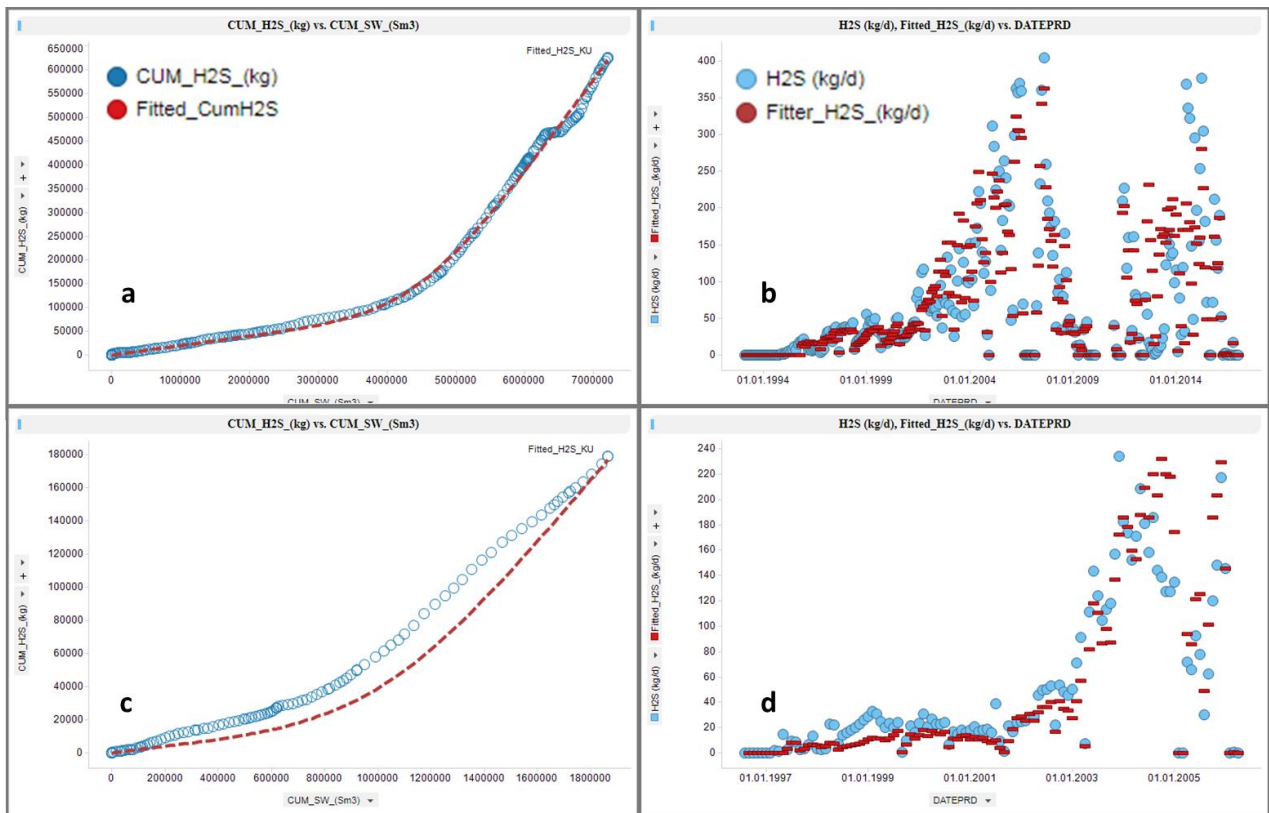 CUM_H2S_(kg) vs. CUM_SW_(Sm3)
650000
600000
550000
500000
450000
400000
350000
300000
250000
200000
150000
100000
50000
0
CUM_H2S_(kg)
+
Fitted_H2S_KU
CUM_H2S_(kg)
Fitted_CumH2S
a
0 1000000 2000000 3000000 4000000 5000000 6000000 7000000
CUM_SW_(Sm3)
H2S (kg/d), Fitted_H2S_(kg/d) vs. DATEPRD
400
350
300
250
200
150
100
50
0
+
Fitted_H2S_(kg/d)
H2S (kg/d)
H2S (kg/d)
Fitter_H2S_(kg/d)
b
01.01.1994 01.01.1999 01.01.2004 01.01.2009 01.01.2014
DATEPRD
CUM_H2S_(kg) vs. CUM_SW_(Sm3)
180000
160000
140000
120000
100000
80000
60000
40000
20000
0
CUM_H2S_(kg)
+
Fitted_H2S_KU
c
0 200000 400000 6000000 800000 1000000 1200000 1400000 1600000 1800000
CUM_SW_(Sm3)
H2S (kg/d), Fitted_H2S_(kg/d) vs. DATEPRD
240
220
200
180
160
140
120
100
80
60
40
20
0
+
Fitted_H2S_(kg/d)
H2S (kg/d)
d
01.01.1997 01.01.1999 01.01.2001 01.01.2003 01.01.2005
DATEPRD